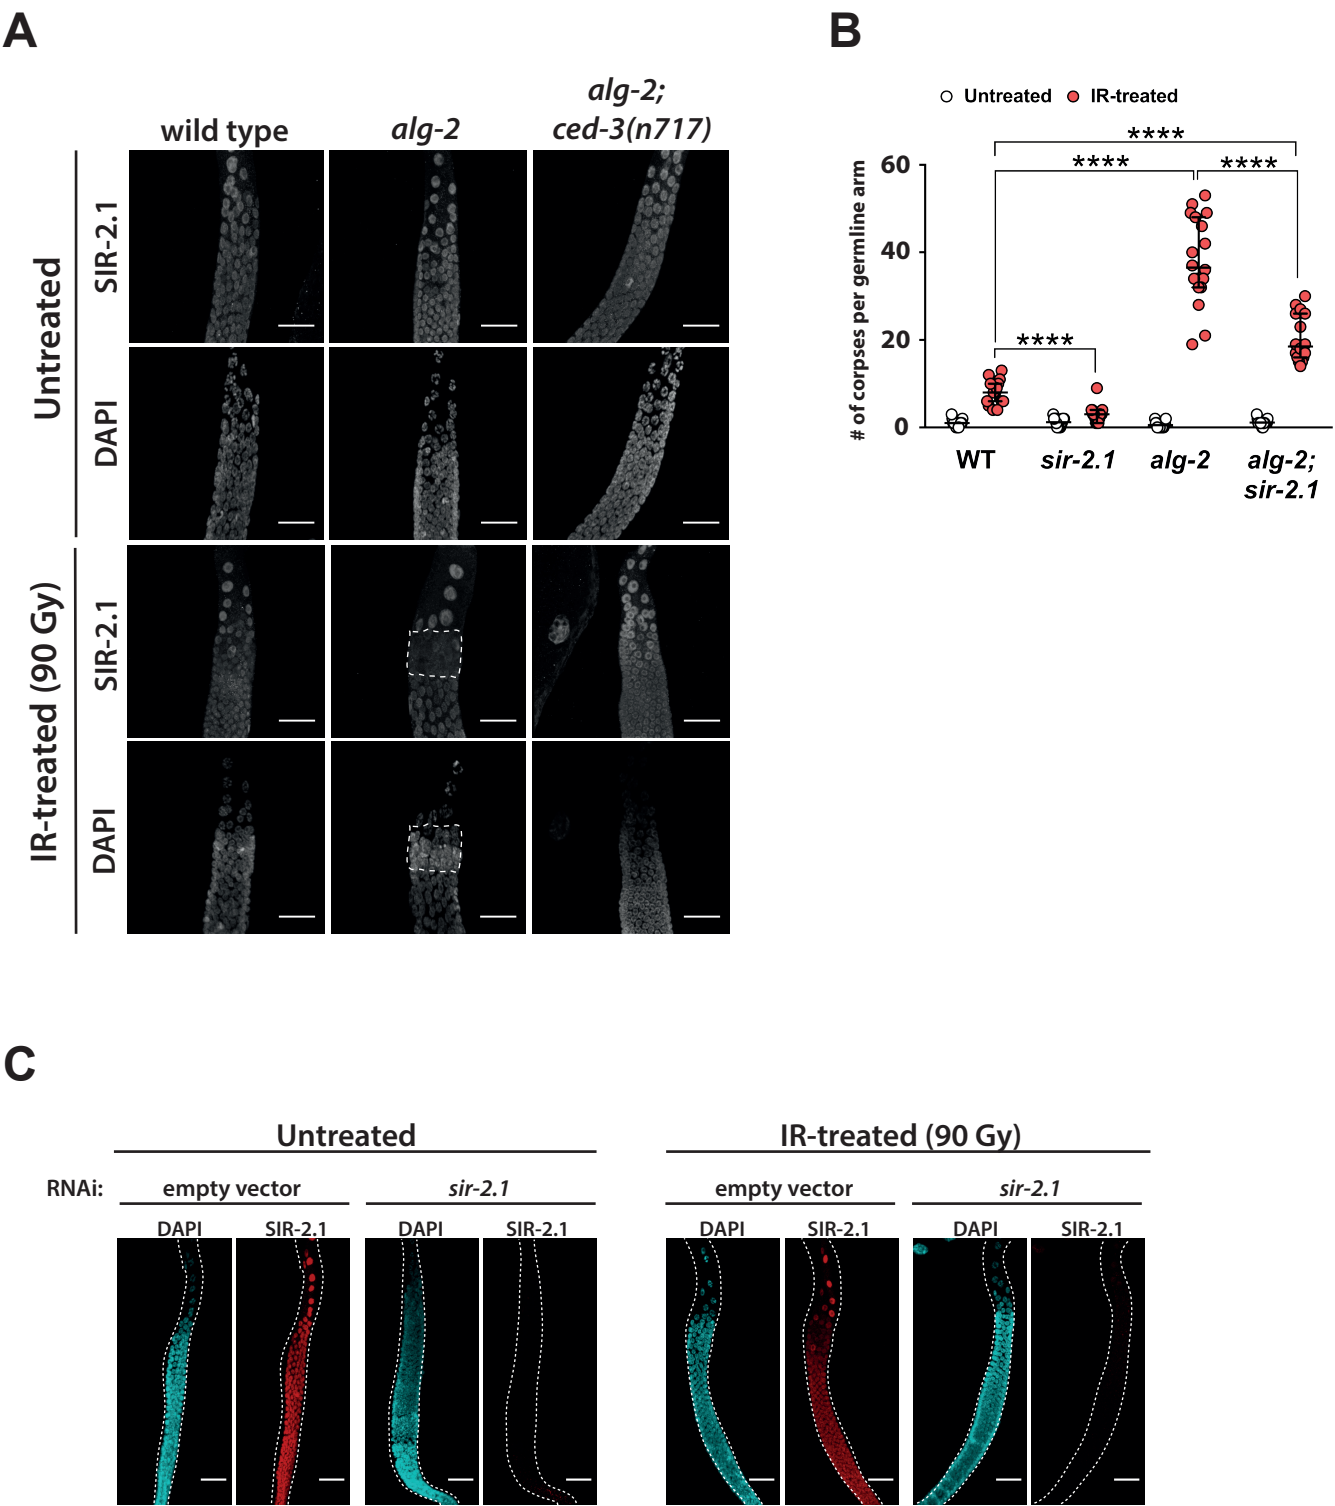 A
wild type
alg-2
alg-2;
ced-3(n717)
Untreated
SIR-2.1
DAPI
IR-treated (90 Gy)
SIR-2.1
DAPI
B
Untreated
IR-treated
# of corpses per germline arm
60
40
20
0
****
****
****
****
WT
sir-2.1
alg-2
alg-2;
sir-2.1
C
Untreated
IR-treated (90 Gy)
RNAi:
empty vector
sir-2.1
empty vector
sir-2.1
DAPI
SIR-2.1
DAPI
SIR-2.1
DAPI
SIR-2.1
DAPI
SIR-2.1